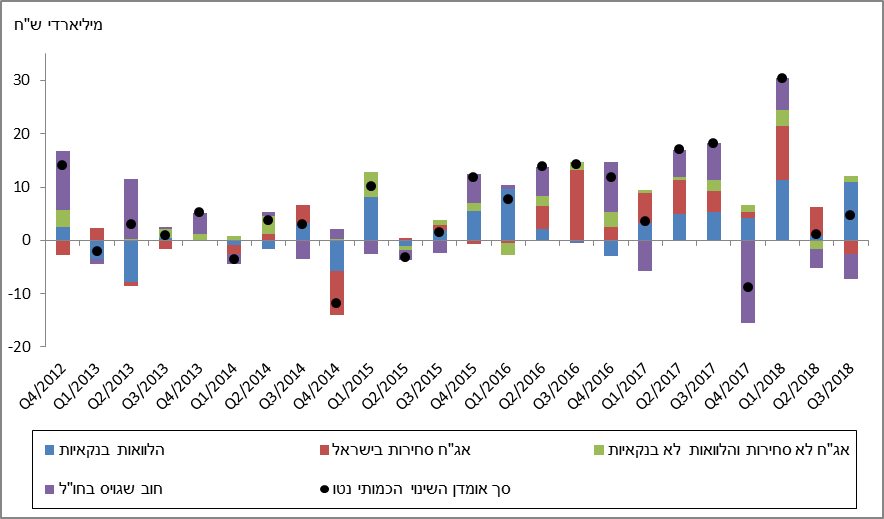 מיליארדי ש"ח
30
20
10
0
-10
-20
Q4/2012 Q1/2013 Q2/2013 Q3/2013 Q4/2013 Q1/2014 Q2/2014 Q3/2014 Q4/2014 Q1/2015 Q2/2015 Q3/2015 Q4/2015 Q1/2016 Q2/2016 Q3/2016 Q4/2016 Q1/2017 Q2/2017 Q3/2017 Q4/2017 Q1/2018 Q2/2018 Q3/2018
הלוואות בנקאיות אג"ח סחירות בישראל אג"ח לא סחירות והלוואות לא בנקאיות
חוב שגויס בחו"ל סך אומדן השינוי הכמותי נטו